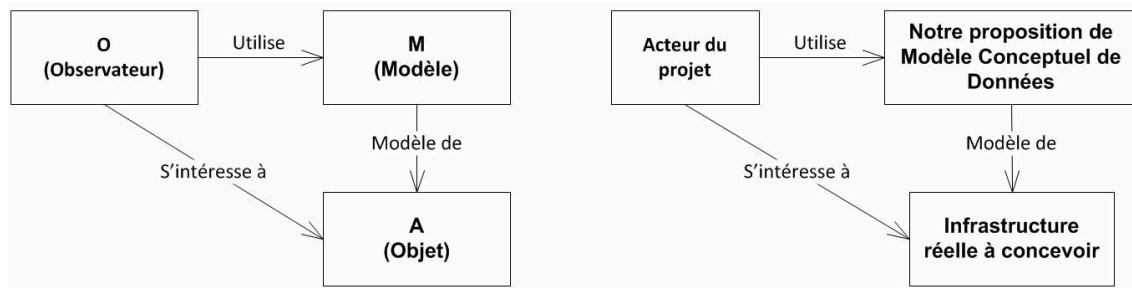 O
(Observateur)
Utilise
M
(Modèle)
Modèle de
S'intéresse à
A
(Objet)
Acteur du
projet
Utilise
Notre proposition de
Modèle Conceptuel de
Données
Modèle de
S'intéresse à
Infrastructure
réelle à concevoir